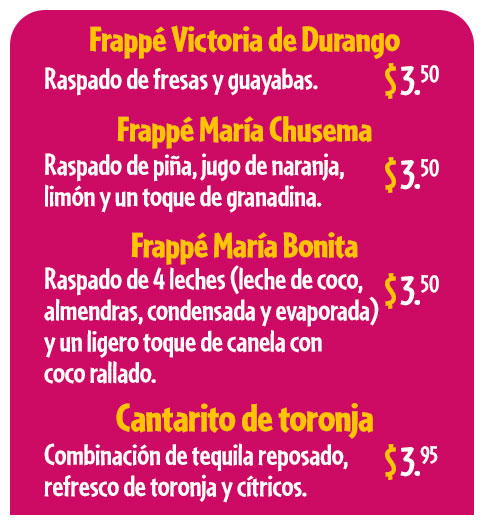 Frappé Victoria de Durango
Raspado de fresas y guayabas. $3.50
Frappé María Chusema
Raspado de piña, jugo de naranja,
limón y un toque de granadina. $3.50
Frappé María Bonita
Raspado de 4 leches (leche de coco,
almendras, condensada y evaporada) $3.50
y un ligero toque de canela con
coco rallado.
Cantarito de toronja
Combinación de tequila reposado, $3.95
refresco de toronja y cítricos.